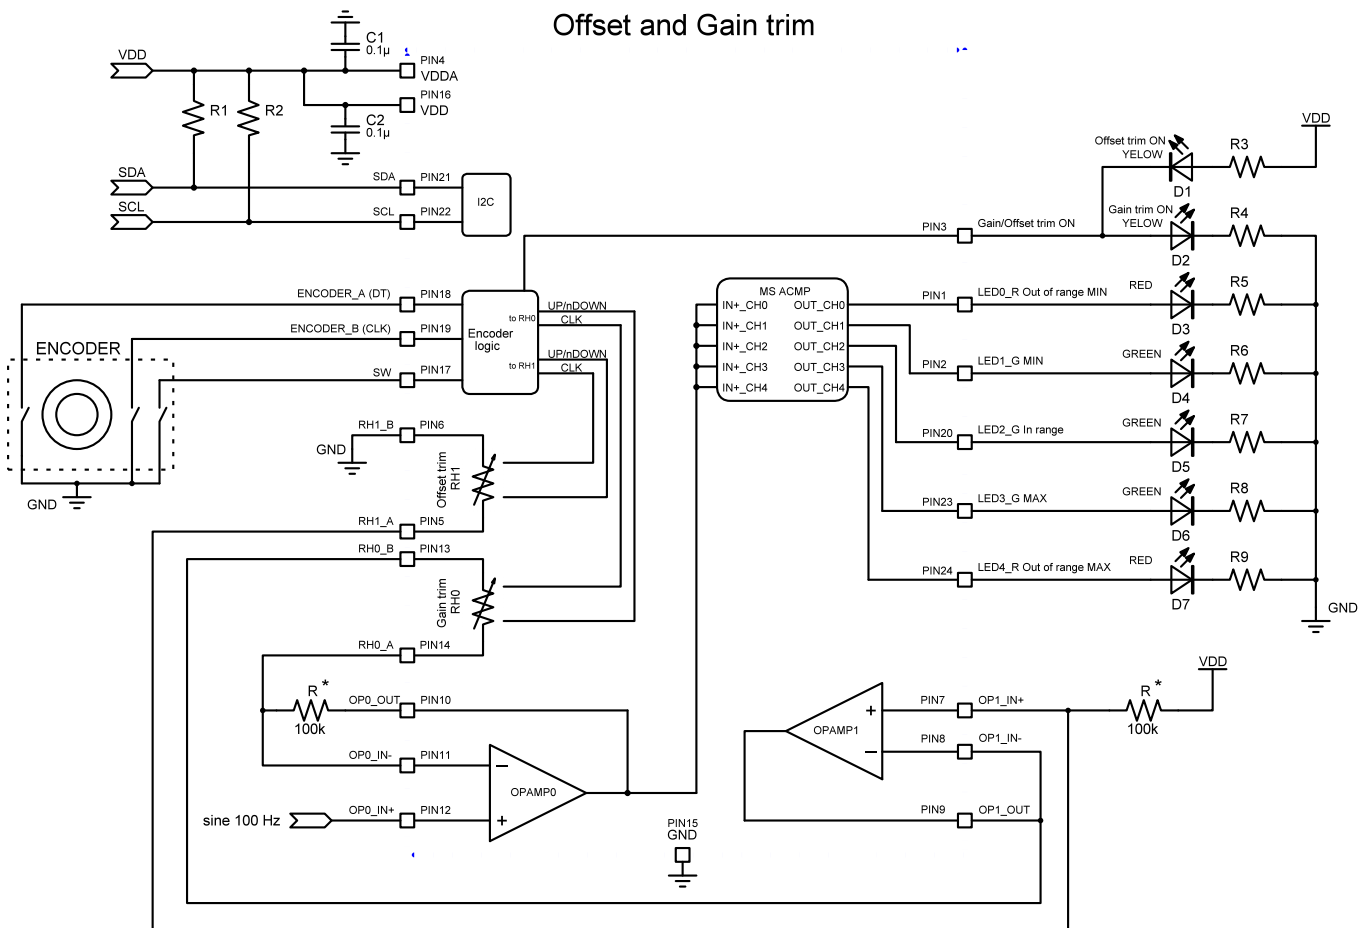 Offset and Gain trim
VDD
C1
0.1µ
PIN4
VDDA
PIN16
VDD
R1
R2
C2
0.1µ
SDA
SDA
PIN21
I2C
SCL
SCL
PIN22
VDD
Offset trim ON
YELOW
R3
D1
PIN3
Gain/Offset trim ON
Gain trim ON
YELOW
R4
D2
ENCODER_A (DT)
PIN18
ENCODER_B (CLK)
PIN19
SW
PIN17
ENCODER
GND
Encoder
logic
to RH0
to RH1
UP/nDOWN
CLK
UP/nDOWN
CLK
MS ACMP
IN+_CH0
OUT_CH0
IN+_CH1
OUT_CH1
IN+_CH2
OUT_CH2
IN+_CH3
OUT_CH3
IN+_CH4
OUT_CH4
PIN1
LED0_R Out of range MIN
RED
R5
D3
PIN2
LED1_G MIN
GREEN
R6
D4
PIN20
LED2_G In range
GREEN
R7
D5
PIN23
LED3_G MAX
GREEN
R8
D6
PIN24
LED4_R Out of range MAX
RED
R9
D7
GND
RH1_B
PIN6
GND
Offset trim
RH1
RH1_A
PIN5
RH0_B
PIN13
Gain trim
RH0
RH0_A
PIN14
R *
100k
OP0_OUT
PIN10
OP0_IN-
PIN11
OPAMP0
−
+
sine 100 Hz
OP0_IN+
PIN12
PIN15
GND
OPAMP1
+
−
PIN7
OP1_IN+
PIN8
OP1_IN-
PIN9
OP1_OUT
VDD
R *
100k